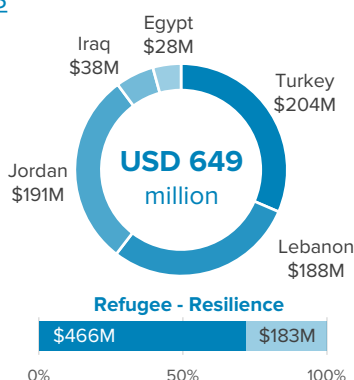 Egypt
$28M
Iraq
$38M
Turkey
$204M
Jordan
$191M
USD 649
million
Lebanon
$188M
Refugee - Resilience
$466M $183M
0% 50% 100%